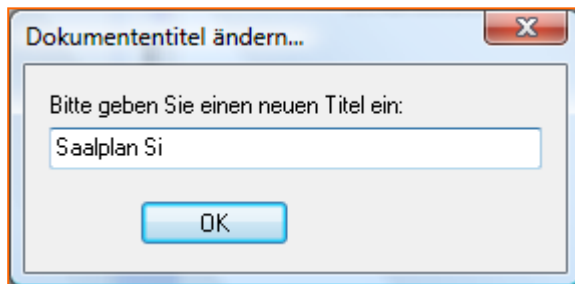 Dokumententitel ändern...
Bitte geben Sie einen neuen Titel ein:
Saalplan Si
OK